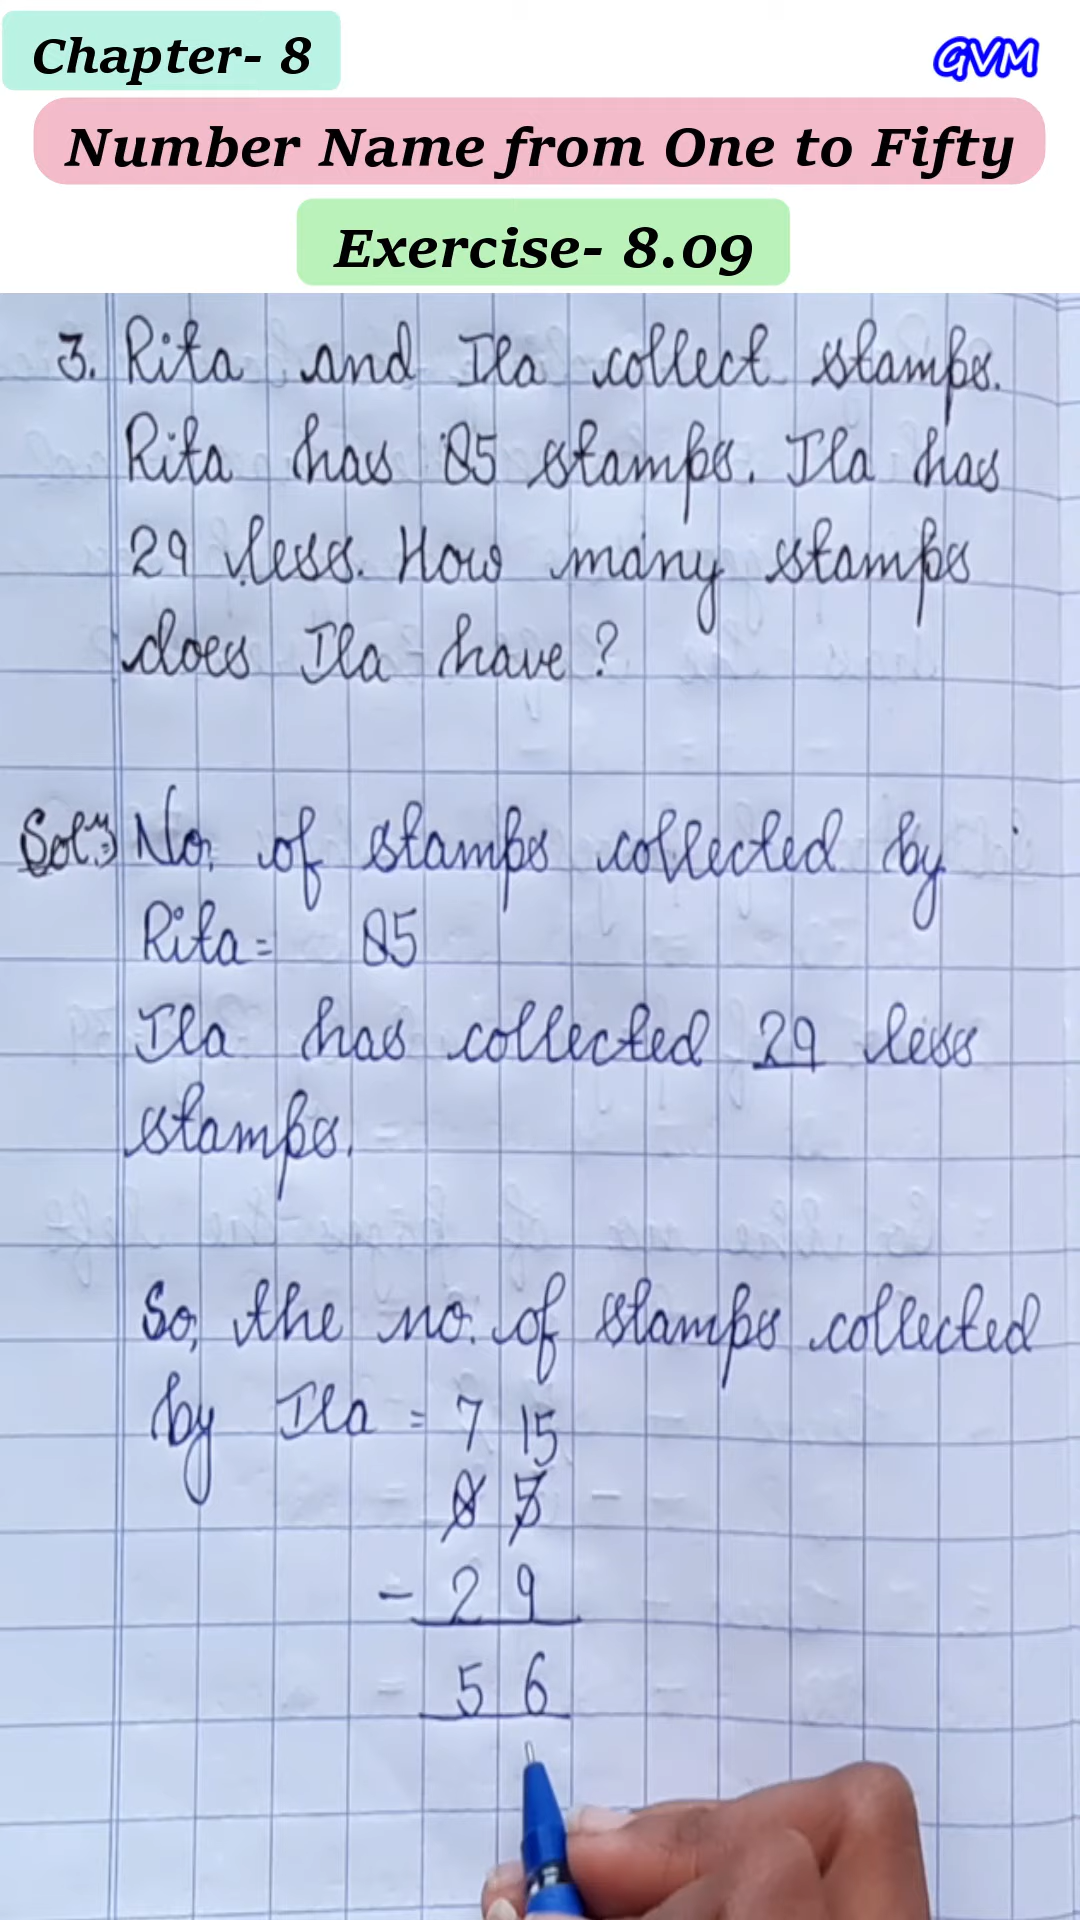 Chapter- 8
GVM
Number Name from One to Fifty
Exercise- 8.09
3. Rita and Ila collect stamps.
Rita has 85 stamps. Ila has
29 less. How many stamps
does Ila have?
Solⁿ:→ No. of stamps collected by
Rita = 85
Ila has collected 29 less
stamps.
So, the no. of stamps collected
by Ila = 7 15
8 5
- 2 9
5 6